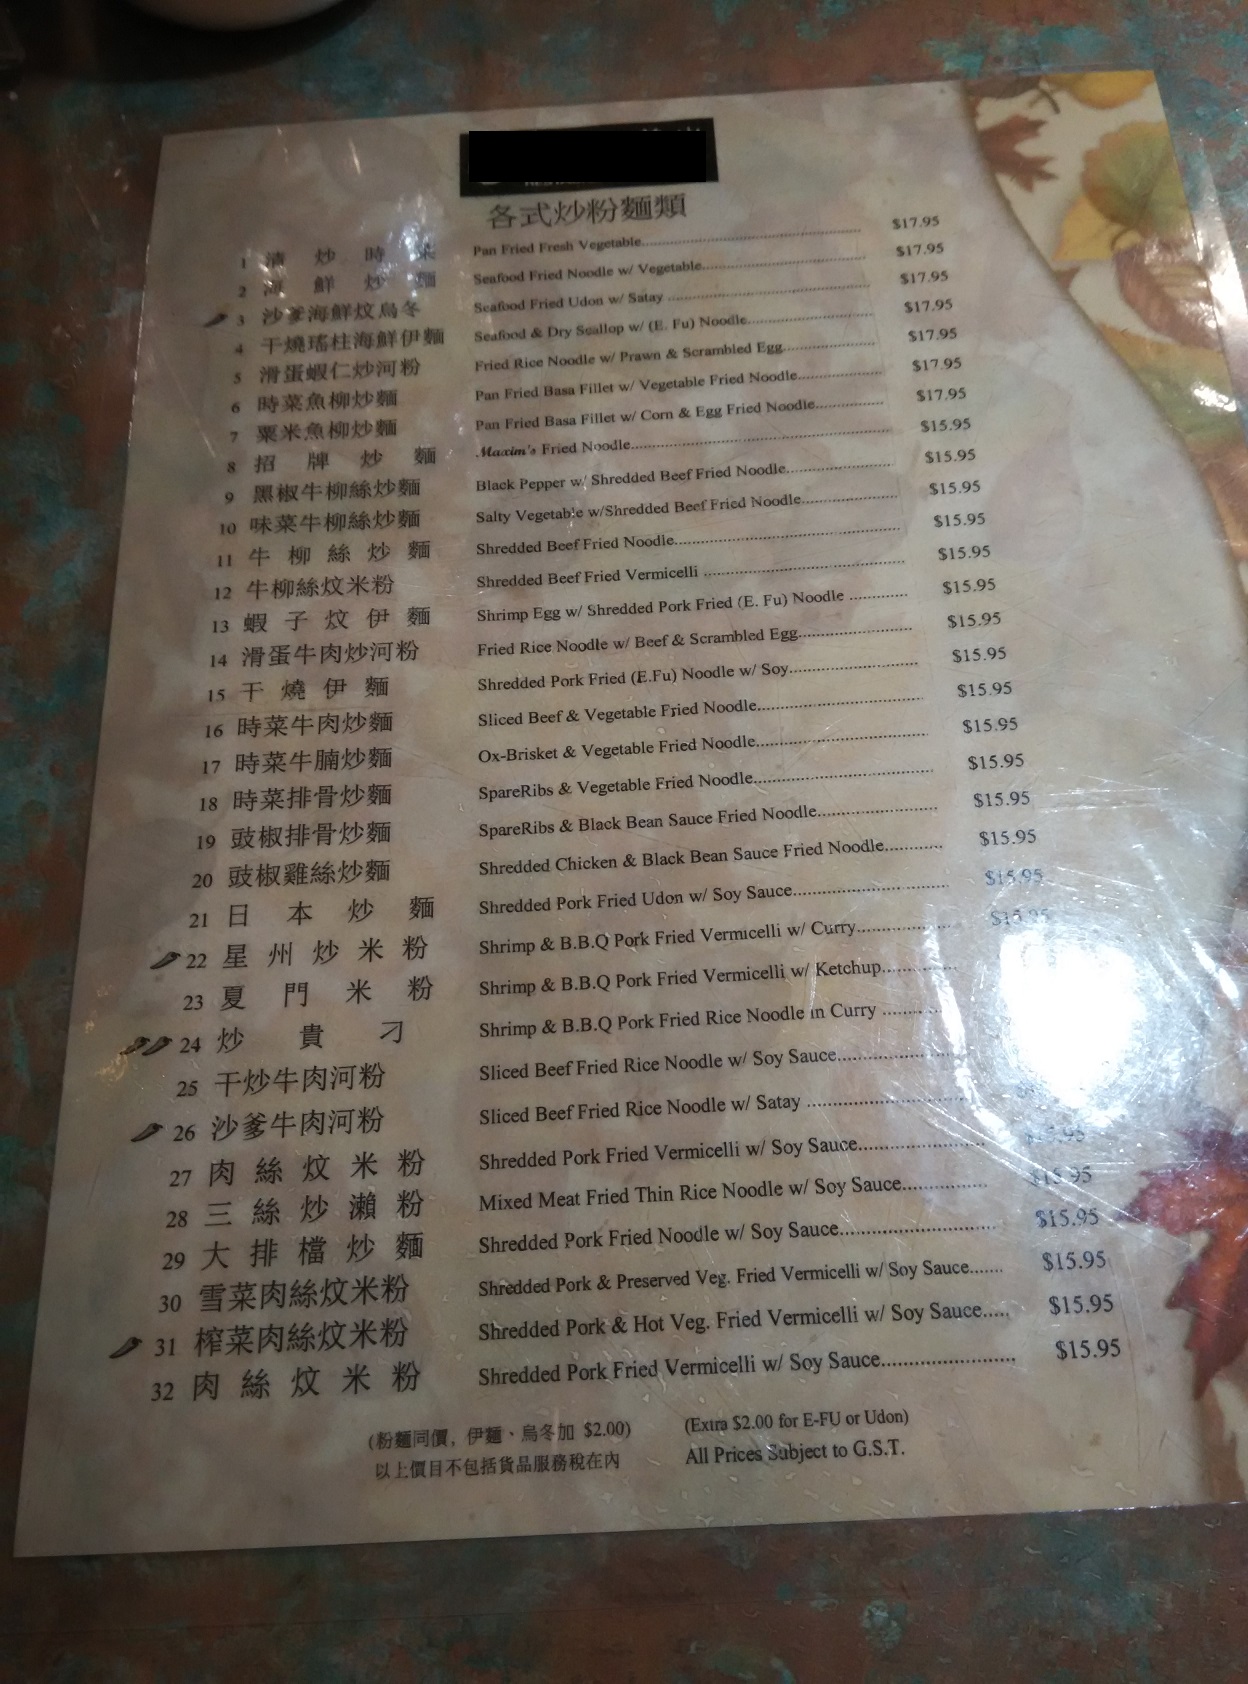 各式炒粉麵類
1 清炒時菜 Pan Fried Fresh Vegetable $17.95
2 海鮮炒麵 Seafood Fried Noodle w/ Vegetable $17.95
3 沙爹海鮮炆烏冬 Seafood Fried Udon w/ Satay $17.95
4 干燒瑤柱海鮮伊麵 Seafood & Dry Scallop w/ (E. Fu) Noodle $17.95
5 滑蛋蝦仁炒河粉 Fried Rice Noodle w/ Prawn & Scrambled Egg $17.95
6 時菜魚柳炒麵 Pan Fried Basa Fillet w/ Vegetable Fried Noodle $17.95
7 粟米魚柳炒麵 Pan Fried Basa Fillet w/ Corn & Egg Fried Noodle $17.95
8 招牌炒麵 Maxim's Fried Noodle $15.95
9 黑椒牛柳絲炒麵 Black Pepper w/ Shredded Beef Fried Noodle $15.95
10 味菜牛柳絲炒麵 Salty Vegetable w/Shredded Beef Fried Noodle $15.95
11 牛柳絲炒麵 Shredded Beef Fried Noodle $15.95
12 牛柳絲炆米粉 Shredded Beef Fried Vermicelli $15.95
13 蝦子炆伊麵 Shrimp Egg w/ Shredded Pork Fried (E. Fu) Noodle $15.95
14 滑蛋牛肉炒河粉 Fried Rice Noodle w/ Beef & Scrambled Egg $15.95
15 干燒伊麵 Shredded Pork Fried (E.Fu) Noodle w/ Soy $15.95
16 時菜牛肉炒麵 Sliced Beef & Vegetable Fried Noodle $15.95
17 時菜牛腩炒麵 Ox-Brisket & Vegetable Fried Noodle $15.95
18 時菜排骨炒麵 SpareRibs & Vegetable Fried Noodle $15.95
19 豉椒排骨炒麵 SpareRibs & Black Bean Sauce Fried Noodle $15.95
20 豉椒雞絲炒麵 Shredded Chicken & Black Bean Sauce Fried Noodle $15.95
21 日本炒麵 Shredded Pork Fried Udon w/ Soy Sauce $15.95
22 星州炒米粉 Shrimp & B.B.Q Pork Fried Vermicelli w/ Curry $15.95
23 夏門米粉 Shrimp & B.B.Q Pork Fried Vermicelli w/ Ketchup
24 炒貴刁 Shrimp & B.B.Q Pork Fried Rice Noodle in Curry
25 干炒牛肉河粉 Sliced Beef Fried Rice Noodle w/ Soy Sauce
26 沙爹牛肉河粉 Sliced Beef Fried Rice Noodle w/ Satay
27 肉絲炆米粉 Shredded Pork Fried Vermicelli w/ Soy Sauce $15.95
28 三絲炒瀨粉 Mixed Meat Fried Thin Rice Noodle w/ Soy Sauce $15.95
29 大排檔炒麵 Shredded Pork Fried Noodle w/ Soy Sauce $15.95
30 雪菜肉絲炆米粉 Shredded Pork & Preserved Veg. Fried Vermicelli w/ Soy Sauce $15.95
31 榨菜肉絲炆米粉 Shredded Pork & Hot Veg. Fried Vermicelli w/ Soy Sauce $15.95
32 肉絲炆米粉 Shredded Pork Fried Vermicelli w/ Soy Sauce $15.95
(粉麵同價, 伊麵、烏冬加 $2.00) (Extra $2.00 for E-FU or Udon)
以上價目不包括貨品服務稅在內 All Prices Subject to G.S.T.